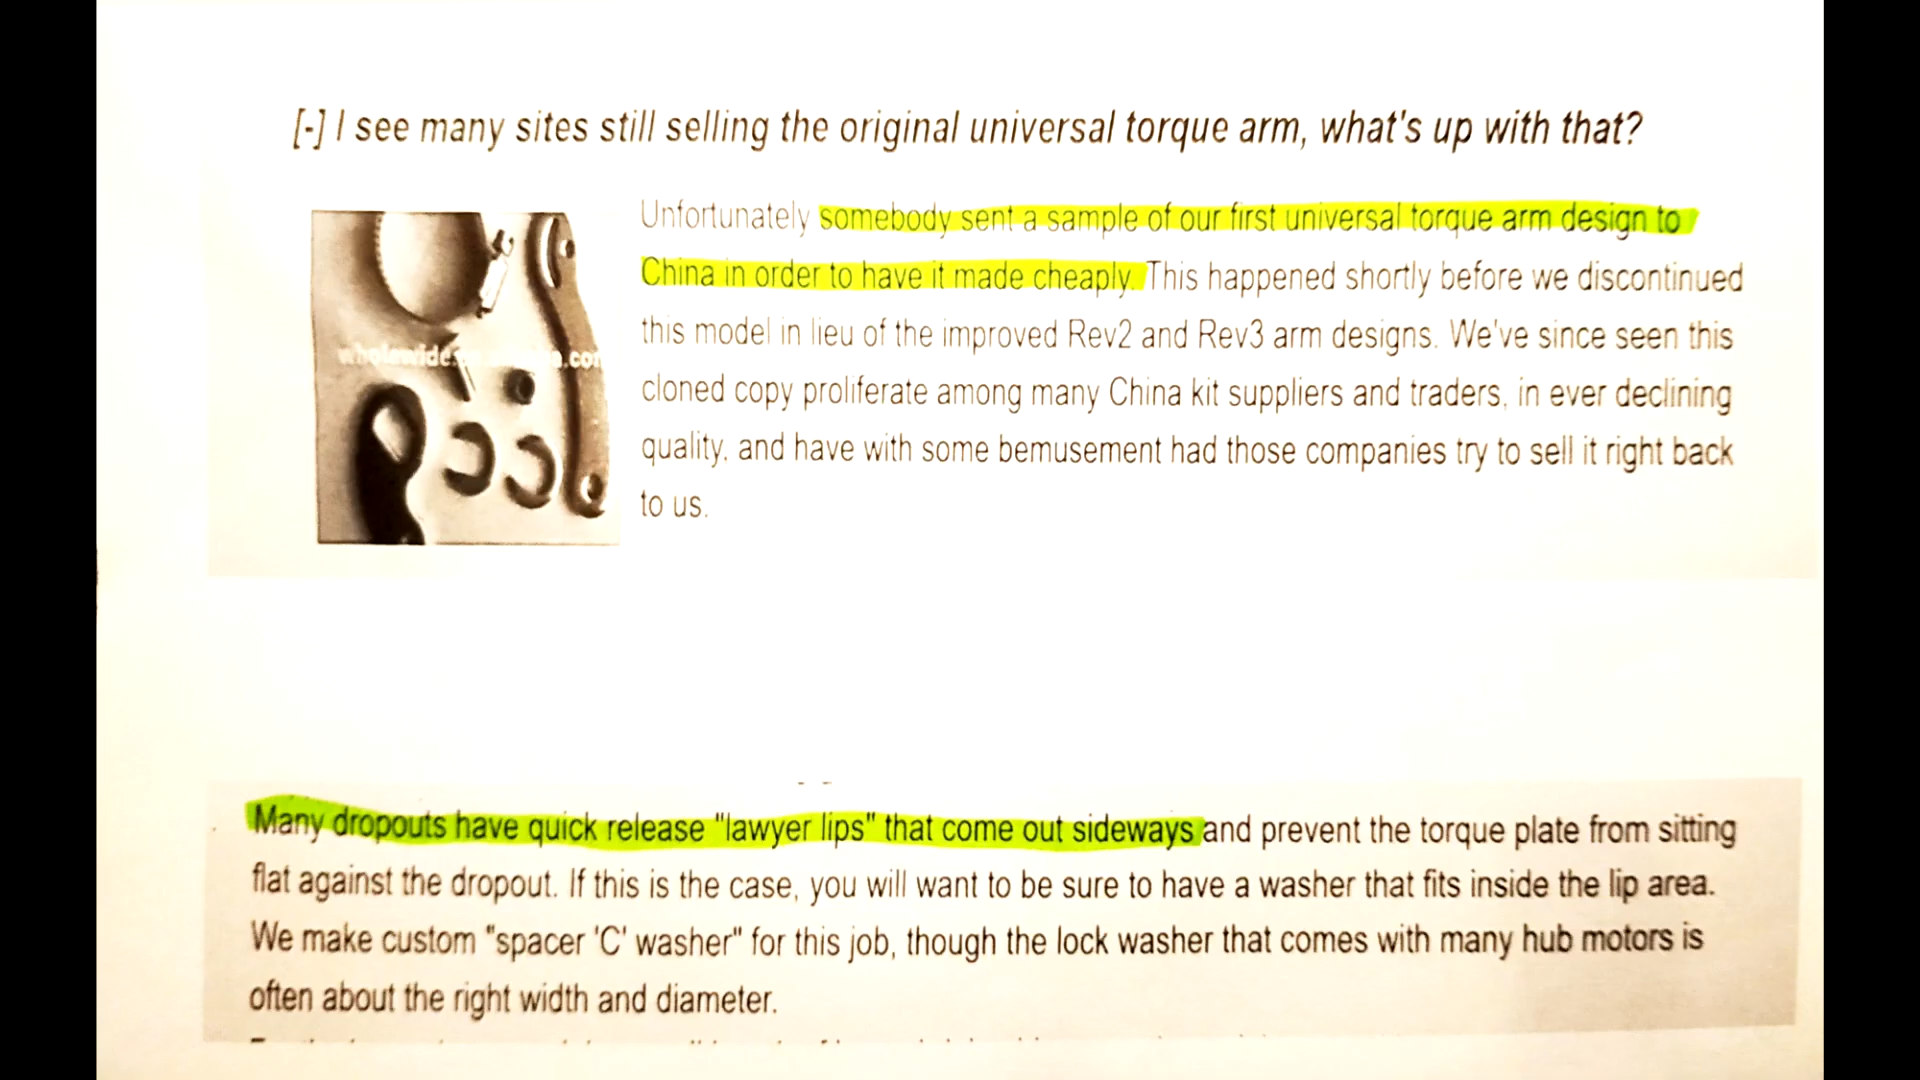 [-] I see many sites still selling the original universal torque arm, what's up with that?
Unfortunately somebody sent a sample of our first universal torque arm design to
China in order to have it made cheaply. This happened shortly before we discontinued
this model in lieu of the improved Rev2 and Rev3 arm designs. We've since seen this
cloned copy proliferate among many China kit suppliers and traders, in ever declining
quality, and have with some bemusement had those companies try to sell it right back
to us.
Many dropouts have quick release "lawyer lips" that come out sideways and prevent the torque plate from sitting
flat against the dropout. If this is the case, you will want to be sure to have a washer that fits inside the lip area.
We make custom "spacer 'C' washer" for this job, though the lock washer that comes with many hub motors is
often about the right width and diameter.